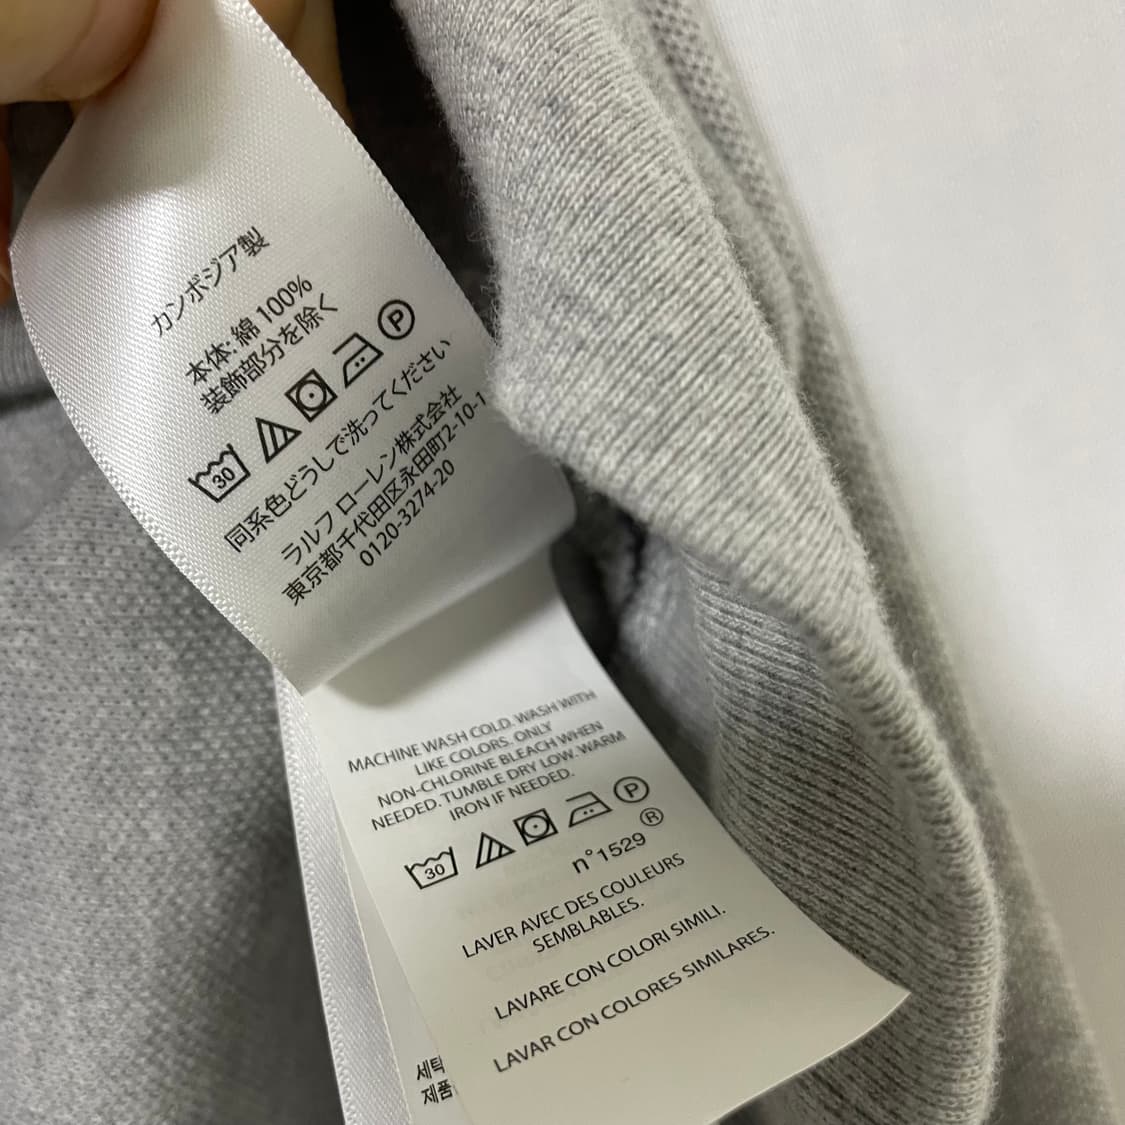 カンボジア製
本体: 綿 100%
装飾部分を除く
30 P
同系色どうしで洗ってください
ラルフ ローレン株式会社
東京都千代田区永田町2-10-1
0120-3274-20
MACHINE WASH COLD. WASH WITH
LIKE COLORS. ONLY
NON-CHLORINE BLEACH WHEN
NEEDED. TUMBLE DRY LOW. WARM
IRON IF NEEDED.
30 P
n°1529 ®
LAVER AVEC DES COULEURS
SEMBLABLES.
LAVARE CON COLORI SIMILI.
LAVAR CON COLORES SIMILARES.
세탁
제품